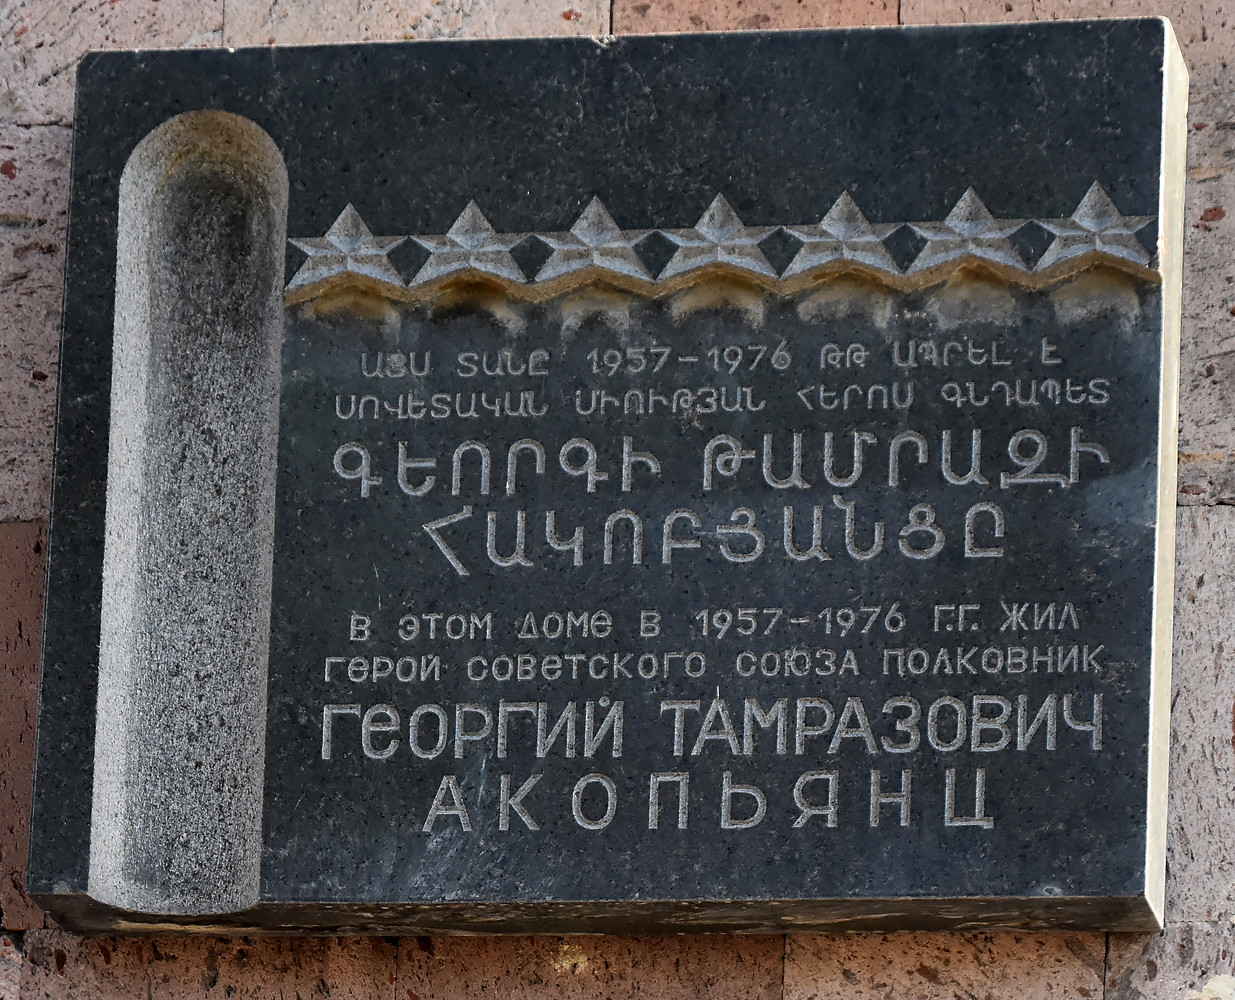 ԱՅՍ ՏԱՆԸ 1957-1976 ԹԹ ԱՊՐԵԼ Է
ՍՈՎԵՏԱԿԱՆ ՄԻՈՒԹՅԱՆ ՀԵՐՈՍ ԳՆԴԱՊԵՏ
ԳԵՈՐԳԻ ԹԱՄՐԱԶԻ
ՀԱԿՈԲՅԱՆՑԸ
В ЭТОМ ДОМЕ В 1957-1976 Г.Г. ЖИЛ
ГЕРОЙ СОВЕТСКОГО СОЮЗА ПОЛКОВНИК
ГЕОРГИЙ ТАМРАЗОВИЧ
АКОПЬЯНЦ